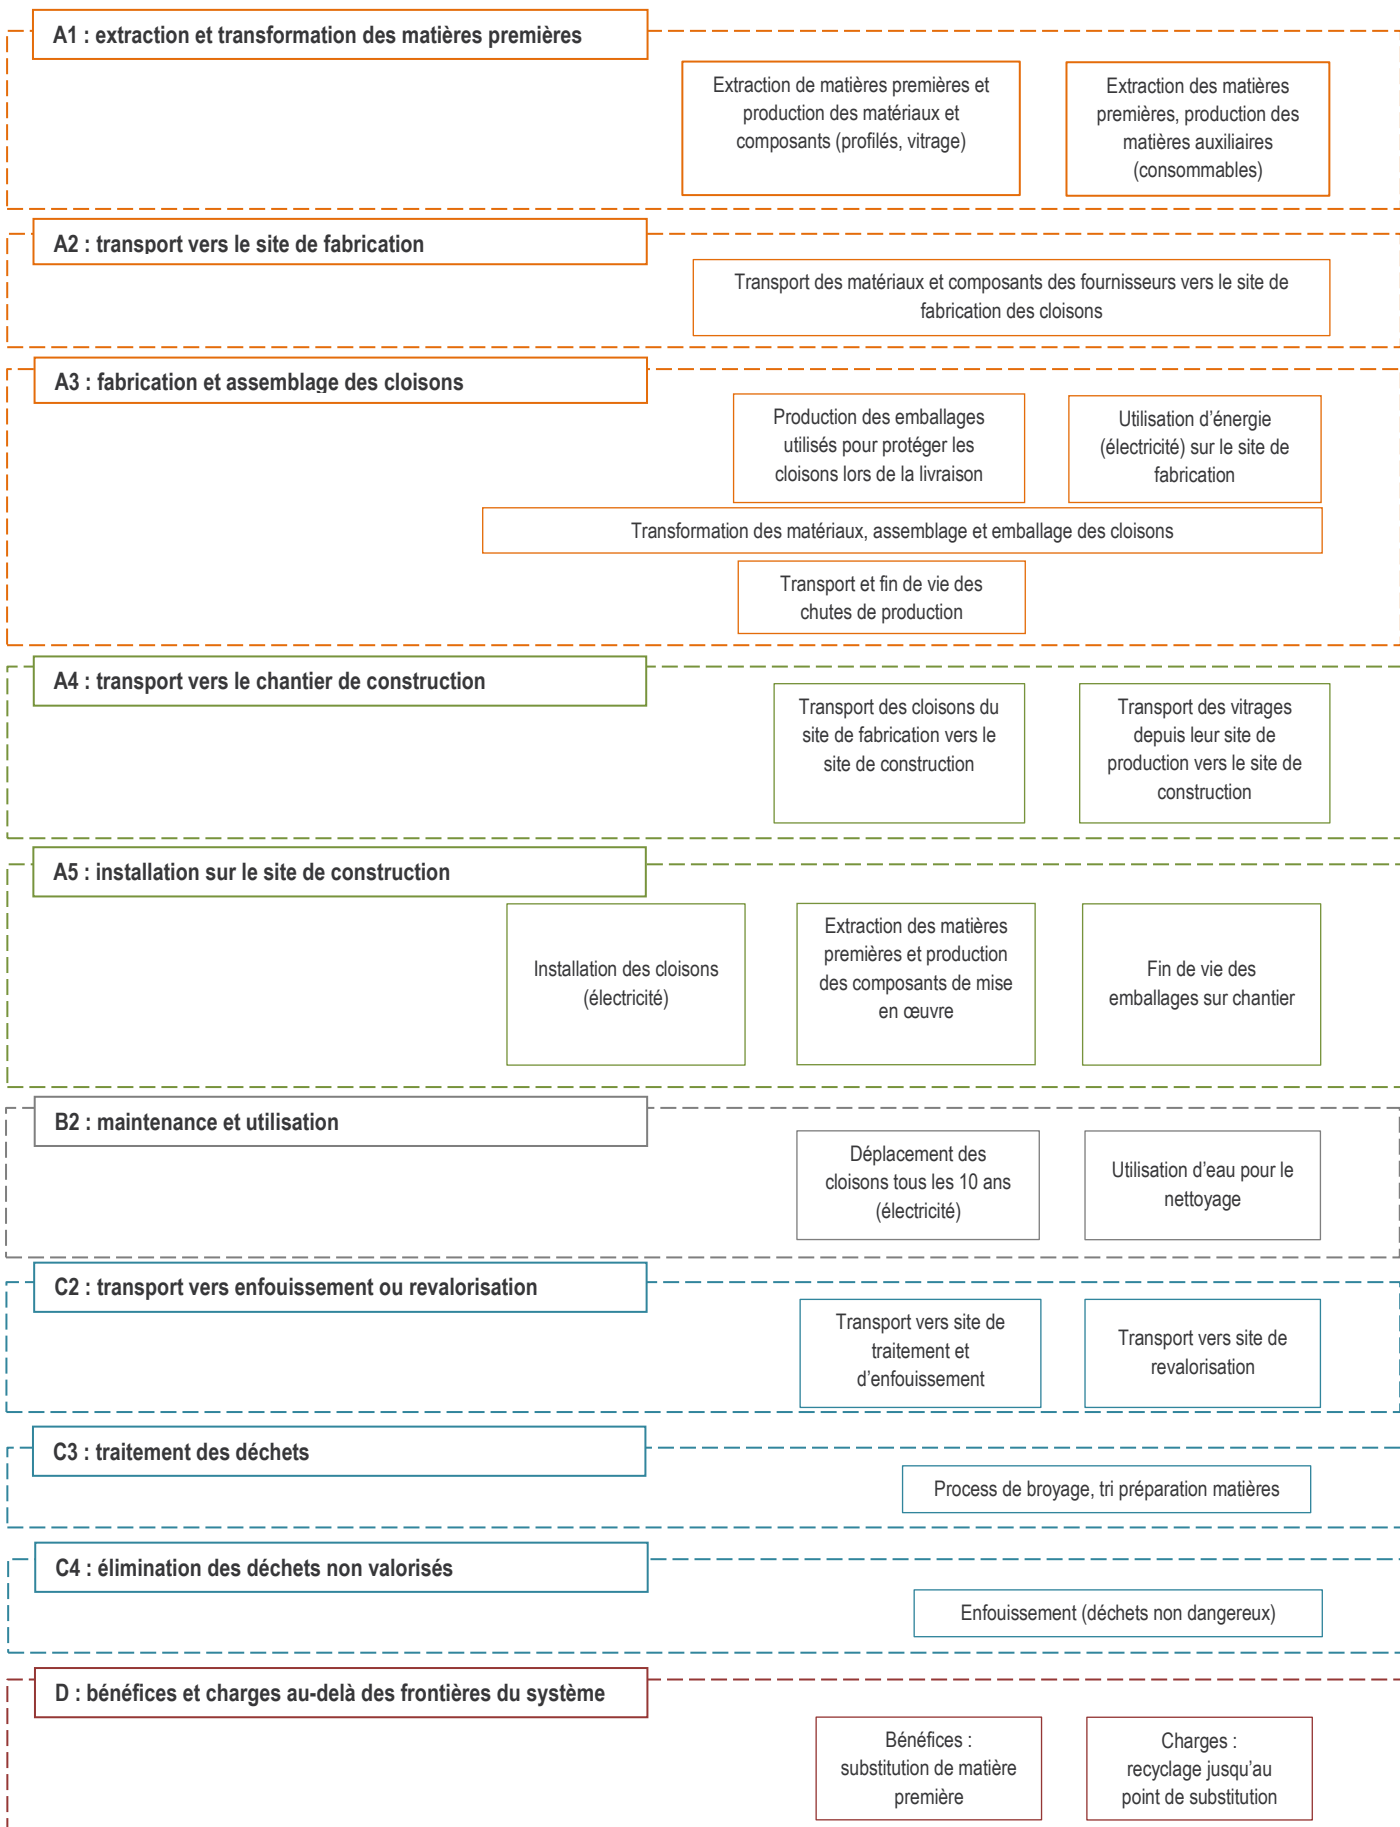 A1 : extraction et transformation des matières premières
Extraction de matières premières et
production des matériaux et
composants (profilés, vitrage)
Extraction des matières
premières, production des
matières auxiliaires
(consommables)
A2 : transport vers le site de fabrication
Transport des matériaux et composants des fournisseurs vers le site de
fabrication des cloisons
A3 : fabrication et assemblage des cloisons
Production des emballages
utilisés pour protéger les
cloisons lors de la livraison
Utilisation d’énergie
(électricité) sur le site de
fabrication
Transformation des matériaux, assemblage et emballage des cloisons
Transport et fin de vie des
chutes de production
A4 : transport vers le chantier de construction
Transport des cloisons du
site de fabrication vers le
site de construction
Transport des vitrages
depuis leur site de
production vers le site de
construction
A5 : installation sur le site de construction
Installation des cloisons
(électricité)
Extraction des matières
premières et production
des composants de mise
en œuvre
Fin de vie des
emballages sur chantier
B2 : maintenance et utilisation
Déplacement des
cloisons tous les 10 ans
(électricité)
Utilisation d’eau pour le
nettoyage
C2 : transport vers enfouissement ou revalorisation
Transport vers site de
traitement et
d’enfouissement
Transport vers site de
revalorisation
C3 : traitement des déchets
Process de broyage, tri préparation matières
C4 : élimination des déchets non valorisés
Enfouissement (déchets non dangereux)
D : bénéfices et charges au-delà des frontières du système
Bénéfices :
substitution de matière
première
Charges :
recyclage jusqu’au
point de substitution